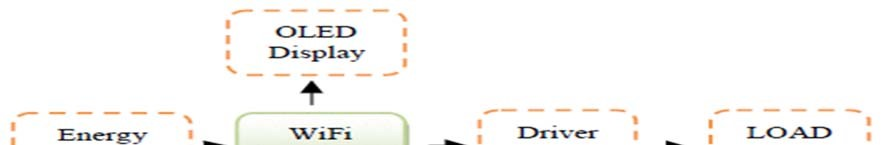 OLED
Display
Energy
WiFi
Driver
LOAD